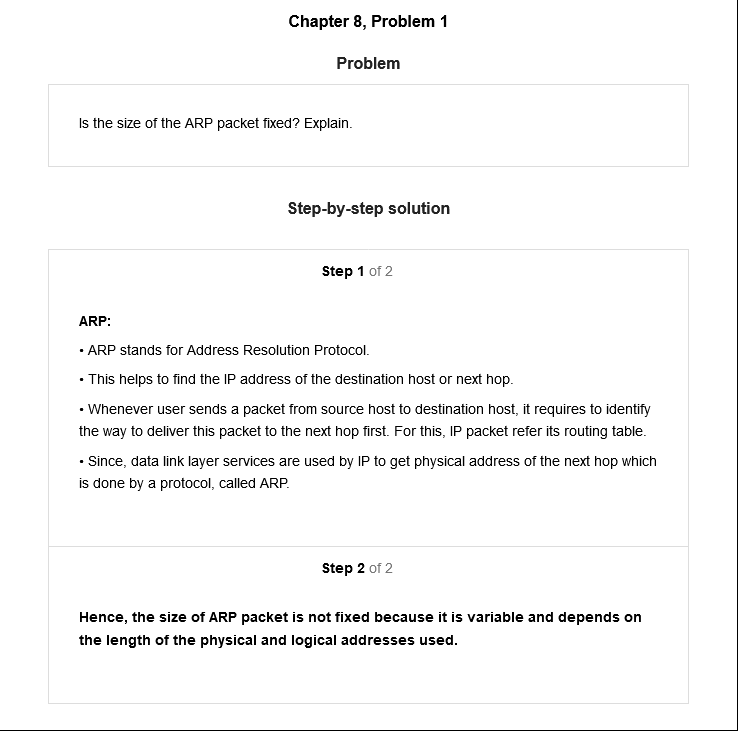 Chapter 8, Problem 1
Problem
Is the size of the ARP packet fixed? Explain.
Step-by-step solution
Step 1 of 2
ARP:
• ARP stands for Address Resolution Protocol.
• This helps to find the IP address of the destination host or next hop.
• Whenever user sends a packet from source host to destination host, it requires to identify
the way to deliver this packet to the next hop first. For this, IP packet refer its routing table.
• Since, data link layer services are used by IP to get physical address of the next hop which
is done by a protocol, called ARP.
Step 2 of 2
Hence, the size of ARP packet is not fixed because it is variable and depends on
the length of the physical and logical addresses used.